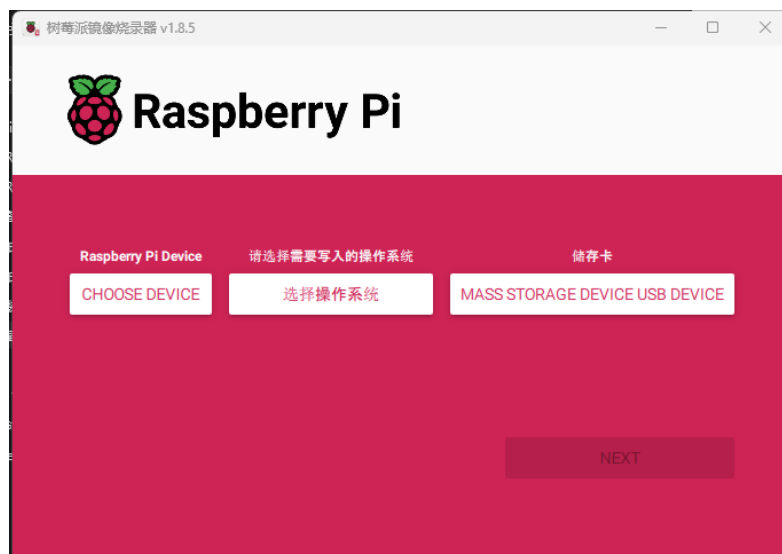 树莓派镜像烧录器 v1.8.5
Raspberry Pi
Raspberry Pi Device
请选择需要写入的操作系统
储存卡
CHOOSE DEVICE
选择操作系统
MASS STORAGE DEVICE USB DEVICE
NEXT